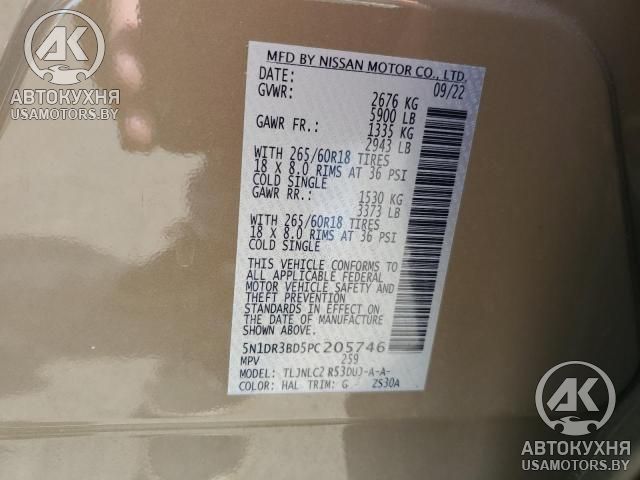 AK
АВТОКУХНЯ
USAMOTORS.BY
MFD BY NISSAN MOTOR CO., LTD.
DATE: 09/22
GVWR: 2676 KG
5900 LB
GAWR FR.: 1335 KG
2943 LB
WITH 265/60R18 TIRES
18 X 8.0 RIMS AT 36 PSI
COLD SINGLE
GAWR RR.: 1530 KG
3373 LB
WITH 265/60R18 TIRES
18 X 8.0 RIMS AT 36 PSI
COLD SINGLE
THIS VEHICLE CONFORMS TO
ALL APPLICABLE FEDERAL
MOTOR VEHICLE SAFETY AND
THEFT PREVENTION
STANDARDS IN EFFECT ON
THE DATE OF MANUFACTURE
SHOWN ABOVE.
5N1DR3BD5PC205746
MPV 259
MODEL: TLJNLC2 R53DUJ-A-A-
COLOR: HAL TRIM: G ZS30A
AK
АВТОКУХНЯ
USAMOTORS.BY